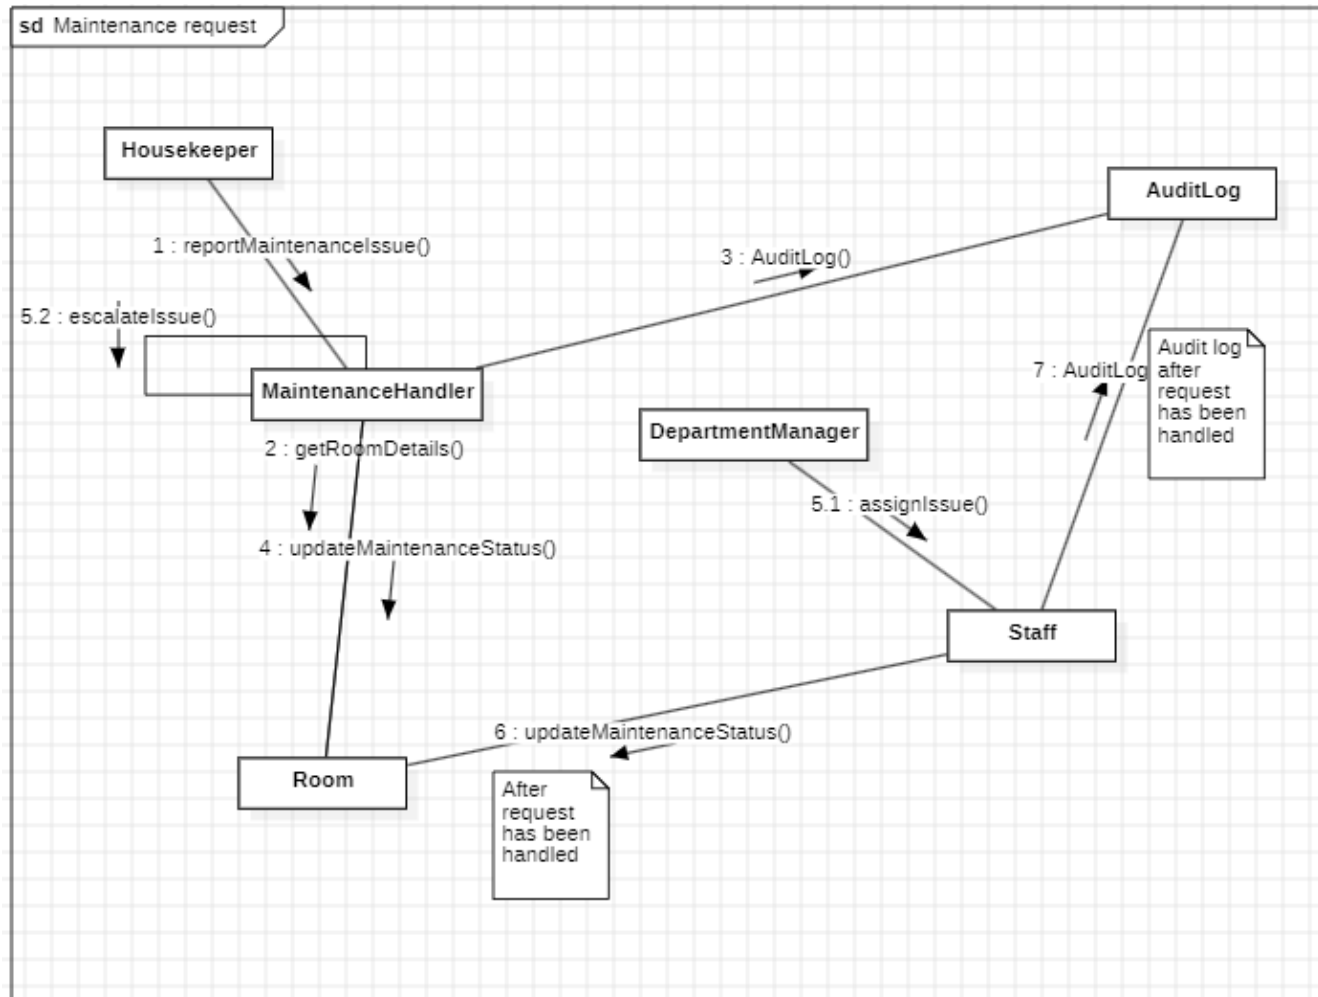 sd Maintenance request
Housekeeper
AuditLog
1 : reportMaintenanceIssue()
3 : AuditLog()
5.2 : escalateIssue()
MaintenanceHandler
7 : AuditLog
Audit log
after
request
has been
handled
DepartmentManager
2 : getRoomDetails()
5.1 : assignIssue()
4 : updateMaintenanceStatus()
Staff
6 : updateMaintenanceStatus()
Room
After
request
has been
handled